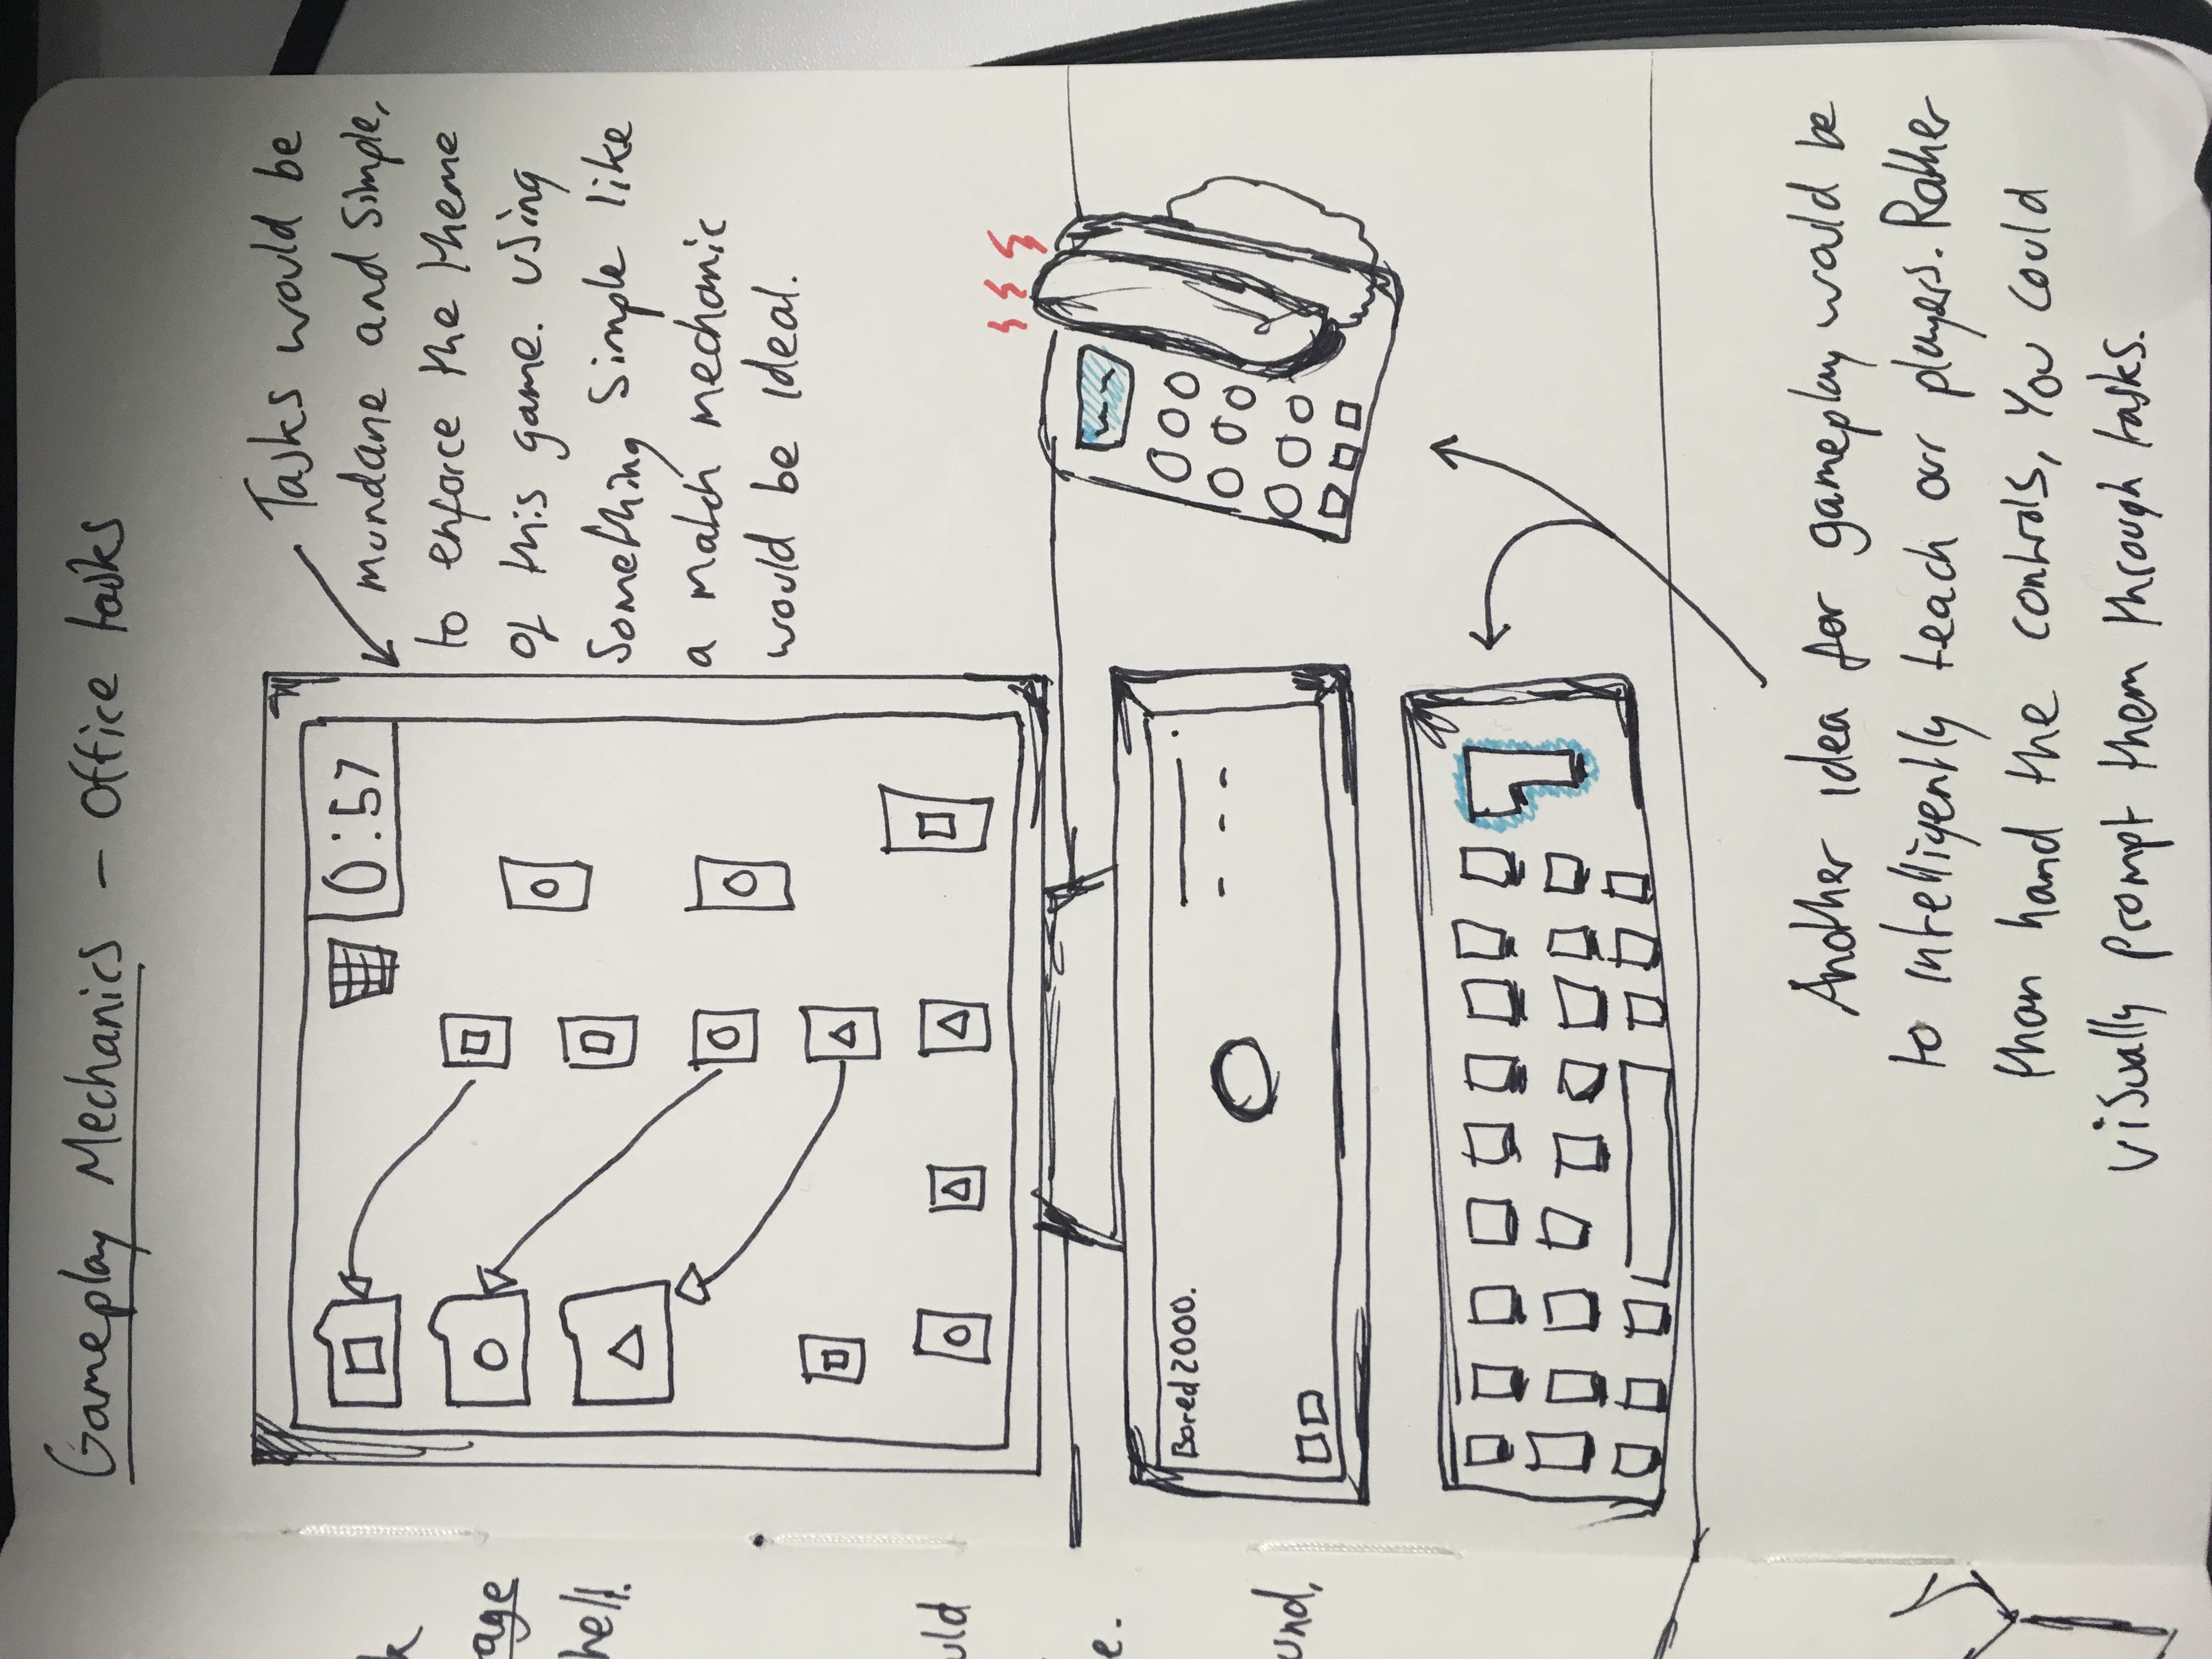 Gameplay Mechanics - Office tasks
0:57
Tasks would be
mundane and simple,
to enforce the theme
of this game. Using
Something Simple like
a match mechanic
would be ideal.
Bored2000.
Another idea for gameplay would be
to intelligently teach our players. Rather
than hand the controls, You could
visually prompt them through tasks.
age
hell.
uld
e.
und,